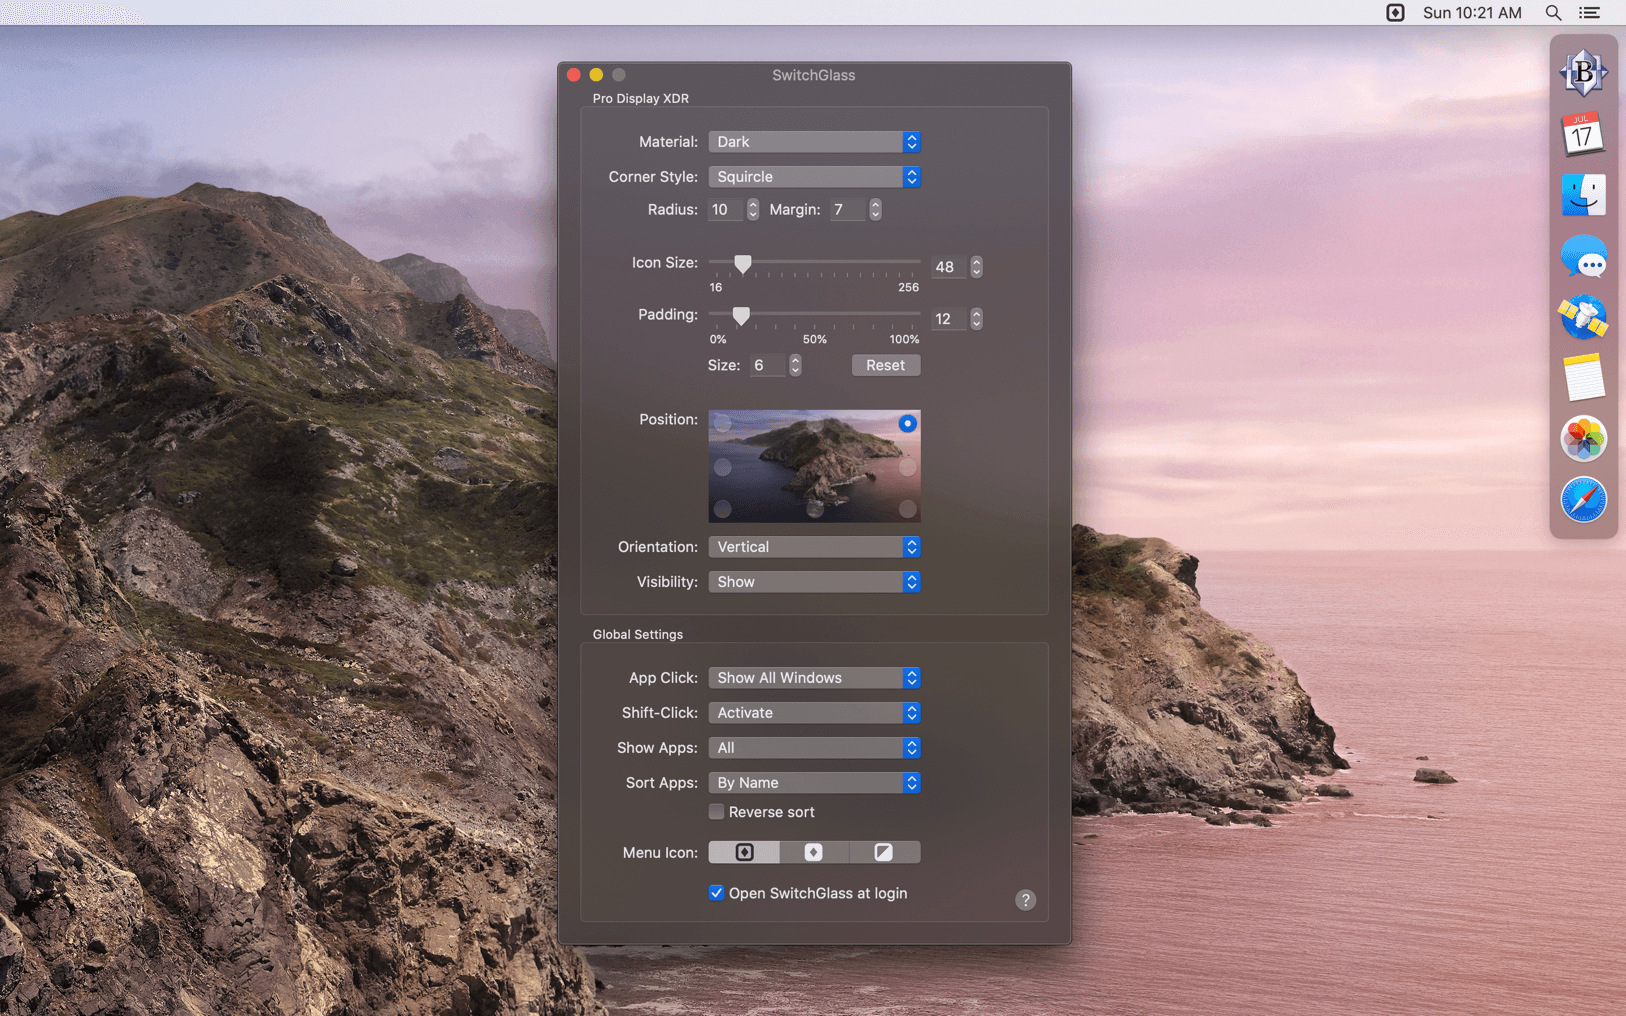 Sun 10:21 AM
SwitchGlass
Pro Display XDR
Material: Dark
Corner Style: Squircle
Radius: 10 Margin: 7
Icon Size: 48
16 256
Padding: 12
0% 50% 100%
Size: 6 Reset
Position:
Orientation: Vertical
Visibility: Show
Global Settings
App Click: Show All Windows
Shift-Click: Activate
Show Apps: All
Sort Apps: By Name
Reverse sort
Menu Icon:
Open SwitchGlass at login
?
B
JUL
17